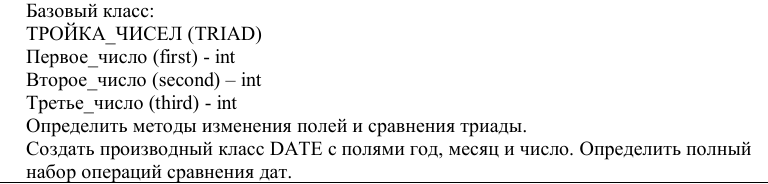 Базовый класс:
ТРОЙКА_ЧИСЕЛ (TRIAD)
Первое_число (first) - int
Второе_число (second) – int
Третье_число (third) - int
Определить методы изменения полей и сравнения триады.
Создать производный класс DATE с полями год, месяц и число. Определить полный
набор операций сравнения дат.